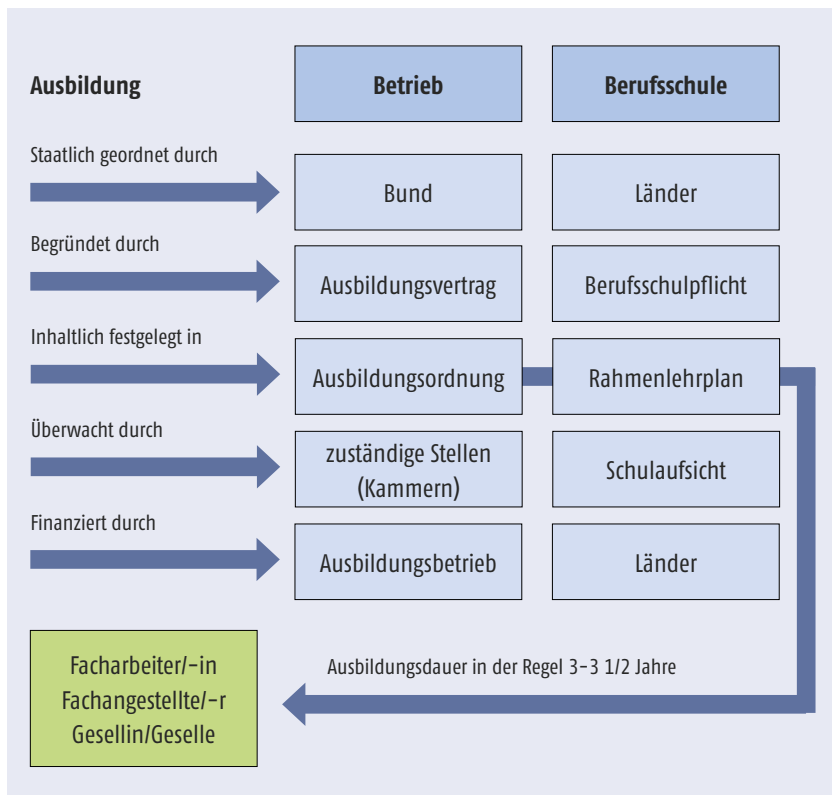 Ausbildung
Betrieb
Berufsschule
Staatlich geordnet durch
Bund
Länder
Begründet durch
Ausbildungsvertrag
Berufsschulpflicht
Inhaltlich festgelegt in
Ausbildungsordnung
Rahmenlehrplan
Überwacht durch
zuständige Stellen
(Kammern)
Schulaufsicht
Finanziert durch
Ausbildungsbetrieb
Länder
Facharbeiter/-in
Fachangestellte/-r
Gesellin/Geselle
Ausbildungsdauer in der Regel 3–3 1/2 Jahre